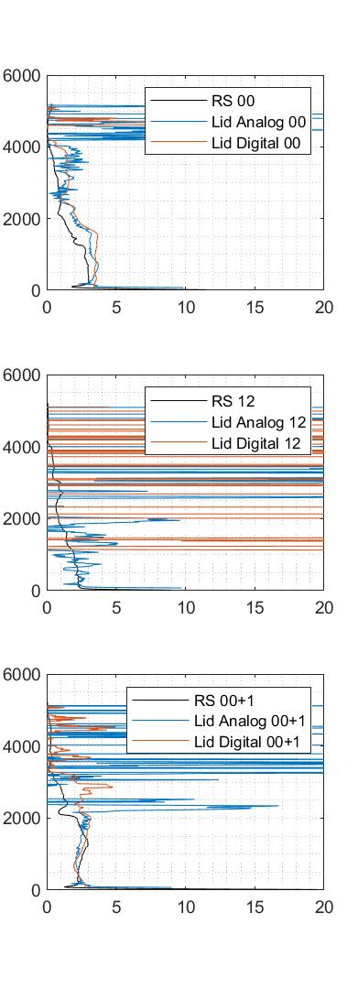 6000
4000
2000
0
RS 00
Lid Analog 00
Lid Digital 00
0 5 10 15 20
6000
4000
2000
0
RS 12
Lid Analog 12
Lid Digital 12
0 5 10 15 20
6000
4000
2000
0
RS 00+1
Lid Analog 00+1
Lid Digital 00+1
0 5 10 15 20